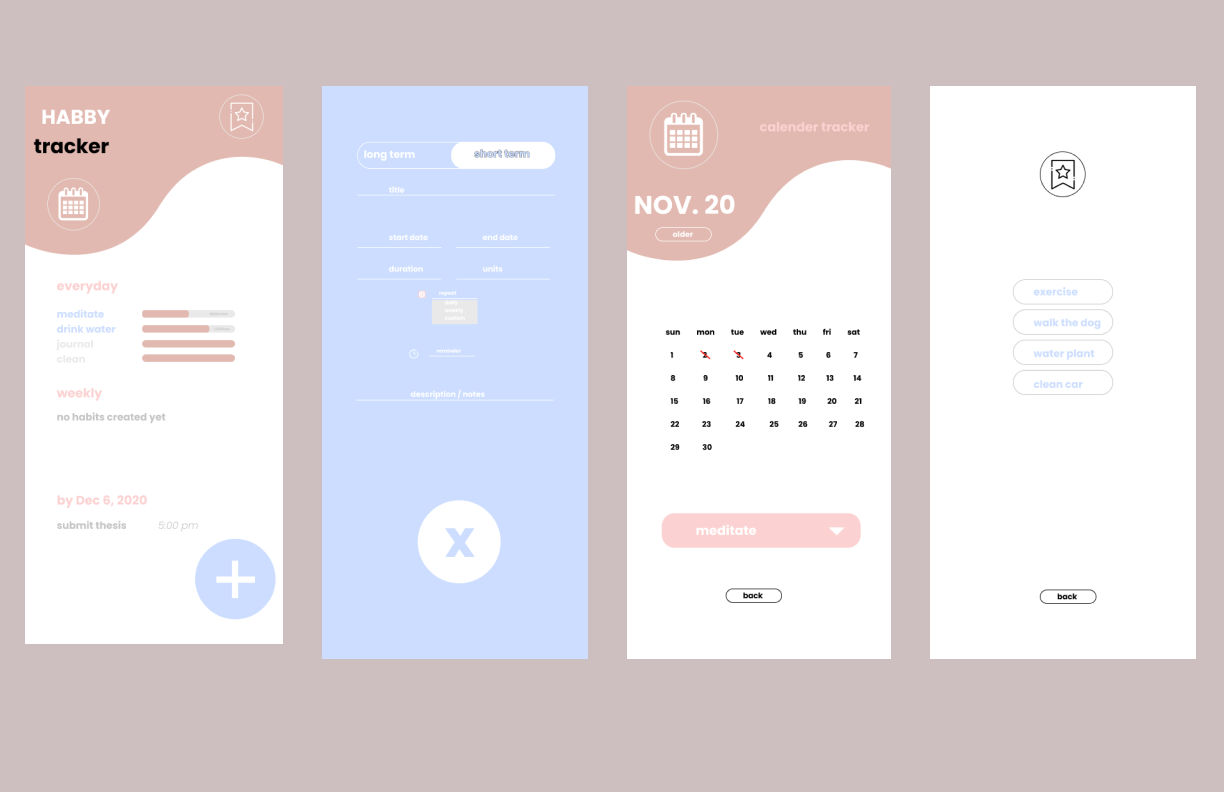 HABBY
tracker
everyday
meditate
drink water
journal
clean
weekly
no habits created yet
by Dec 6, 2020
submit thesis 5:00 pm
long term short term
title
start date end date
duration units
repeat
daily
weekly
reminder
description / notes
X
calender tracker
NOV. 20
older
sun mon tue wed thu fri sat
1 2 3 4 5 6 7
8 9 10 11 12 13 14
15 16 17 18 19 20 21
22 23 24 25 26 27 28
29 30
meditate
back
exercise
walk the dog
water plant
clean car
back